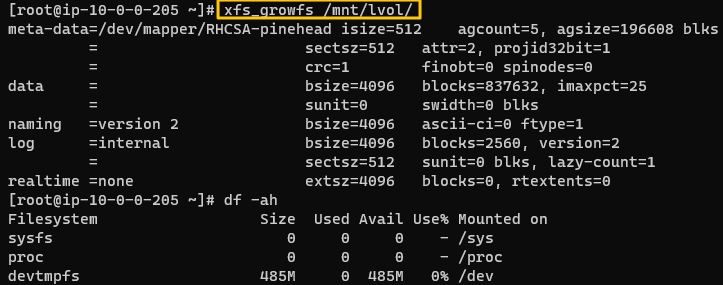 [root@ip-10-0-0-205 ~]# xfs_growfs /mnt/lvol/
meta-data=/dev/mapper/RHCSA-pinehead isize=512    agcount=5, agsize=196608 blks
         =                       sectsz=512   attr=2, projid32bit=1
         =                       crc=1        finobt=0 spinodes=0
data     =                       bsize=4096   blocks=837632, imaxpct=25
         =                       sunit=0      swidth=0 blks
naming   =version 2              bsize=4096   ascii-ci=0 ftype=1
log      =internal               bsize=4096   blocks=2560, version=2
         =                       sectsz=512   sunit=0 blks, lazy-count=1
realtime =none                   extsz=4096   blocks=0, rtextents=0
[root@ip-10-0-0-205 ~]# df -ah
Filesystem                  Size  Used Avail Use% Mounted on
sysfs                          0     0     0    - /sys
proc                           0     0     0    - /proc
devtmpfs                    485M     0  485M   0% /dev